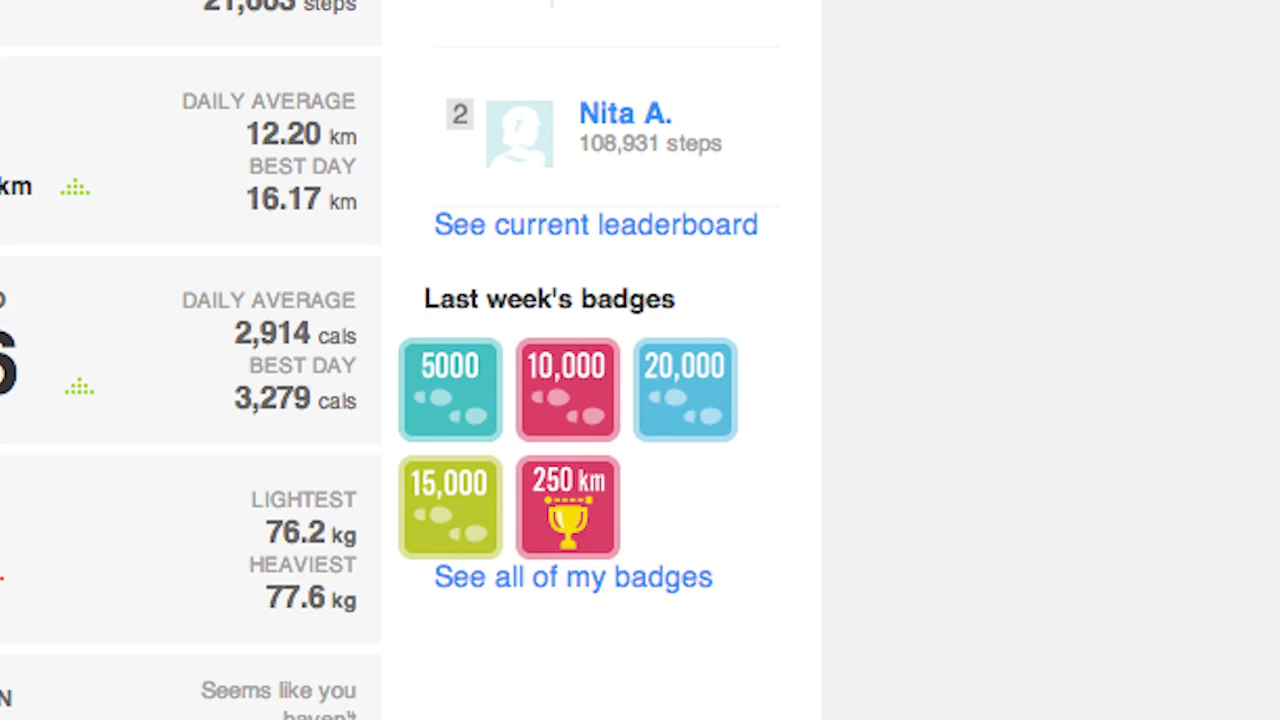 steps
DAILY AVERAGE
12.20 km
BEST DAY
16.17 km
km
DAILY AVERAGE
2,914 cals
BEST DAY
3,279 cals
LIGHTEST
76.2 kg
HEAVIEST
77.6 kg
Seems like you
haven't
2
Nita A.
108,931 steps
See current leaderboard
Last week's badges
5000
10,000
20,000
15,000
250 km
See all of my badges